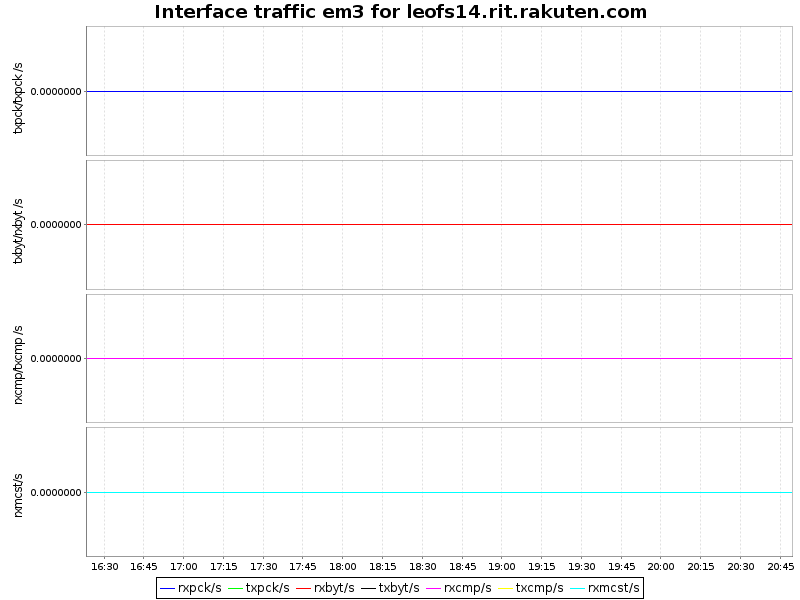 Interface traffic em3 for leofs14.rit.rakuten.com
txpck/txpck /s
0.0000000
txbyt/rxbyt /s
0.0000000
rxcmp/txcmp /s
0.0000000
rxmcst/s
0.0000000
16:30 16:45 17:00 17:15 17:30 17:45 18:00 18:15 18:30 18:45 19:00 19:15 19:30 19:45 20:00 20:15 20:30 20:45
rxpck/s txpck/s rxbyt/s txbyt/s rxcmp/s txcmp/s rxmcst/s